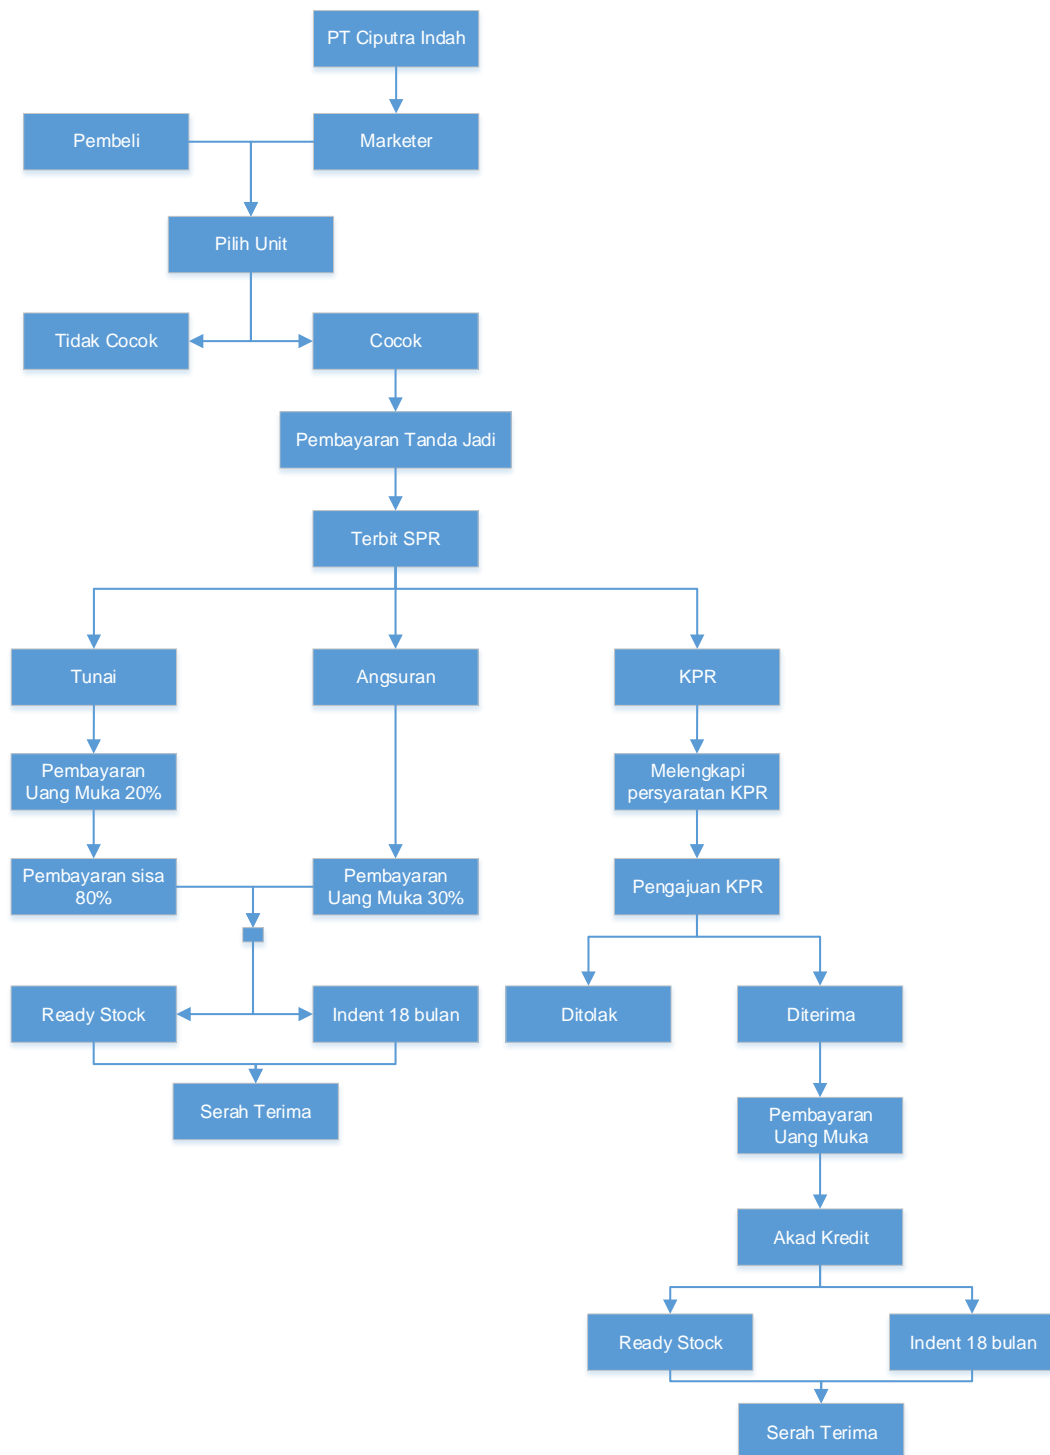 PT Ciputra Indah
Pembeli
Marketer
Pilih Unit
Tidak Cocok
Cocok
Pembayaran Tanda Jadi
Terbit SPR
Tunai
Angsuran
KPR
Pembayaran
Uang Muka 20%
Melengkapi
persyaratan KPR
Pembayaran sisa
80%
Pembayaran
Uang Muka 30%
Pengajuan KPR
Ready Stock
Indent 18 bulan
Ditolak
Diterima
Serah Terima
Pembayaran
Uang Muka
Akad Kredit
Ready Stock
Indent 18 bulan
Serah Terima